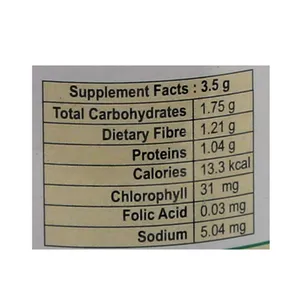 Supplement Facts : 3.5 g
Total Carbohydrates 1.75 g
Dietary Fibre 1.21 g
Proteins 1.04 g
Calories 13.3 kcal
Chlorophyll 31 mg
Folic Acid 0.03 mg
Sodium 5.04 mg